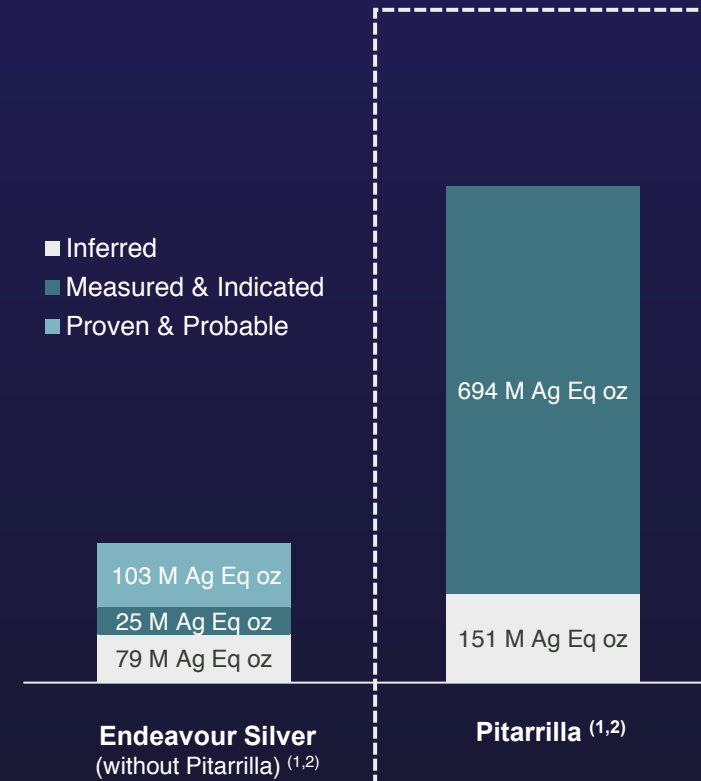 Inferred
Measured & Indicated
Proven & Probable
694 M Ag Eq oz
103 M Ag Eq oz
25 M Ag Eq oz
79 M Ag Eq oz
151 M Ag Eq oz
Endeavour Silver
(without Pitarrilla) (1,2)
Pitarrilla (1,2)